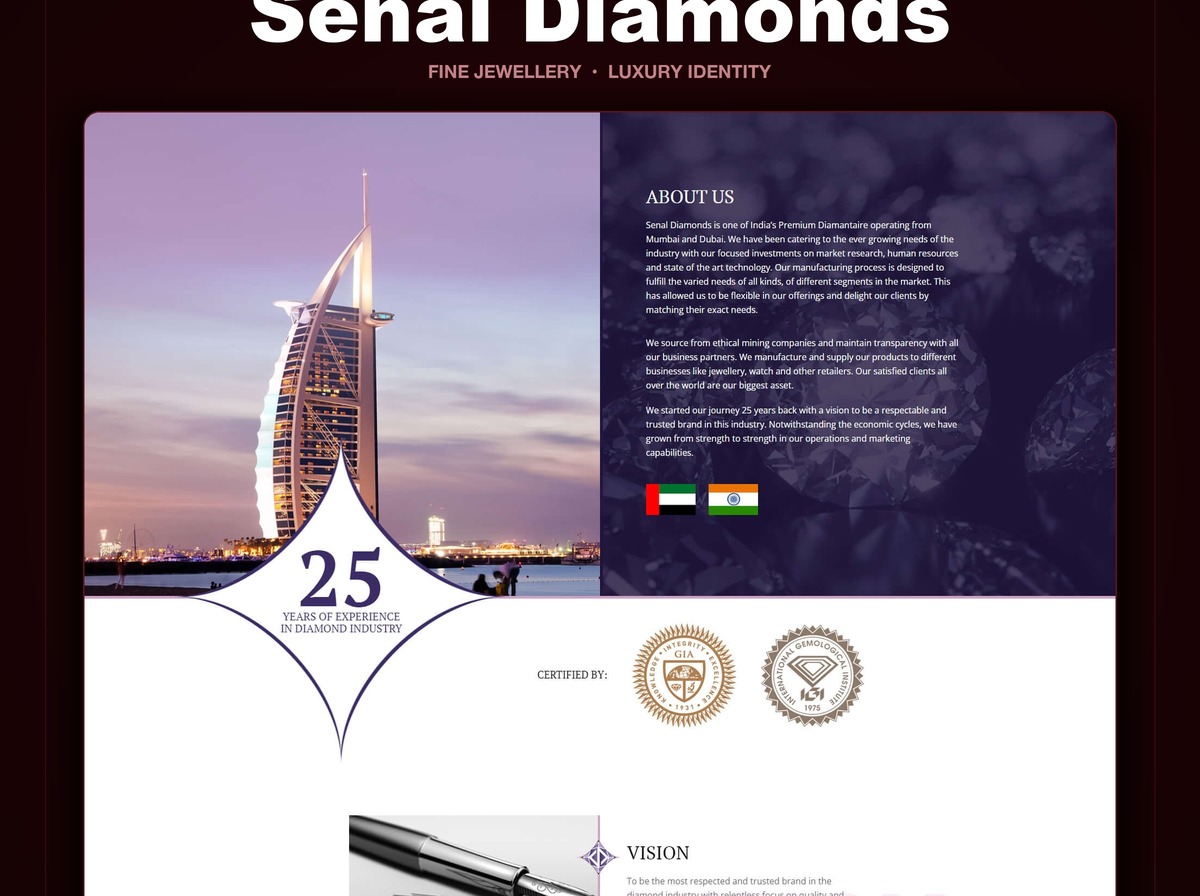 Senal Diamonds
FINE JEWELLERY • LUXURY IDENTITY
ABOUT US
Senal Diamonds is one of India's Premium Diamantaire operating from
Mumbai and Dubai. We have been catering to the ever growing needs of the
industry with our focused investments on market research, human resources
and state of the art technology. Our manufacturing process is designed to
fulfill the varied needs of all kinds, of different segments in the market. This
has allowed us to be flexible in our offerings and delight our clients by
matching their exact needs.
We source from ethical mining companies and maintain transparency with all
our business partners. We manufacture and supply our products to different
businesses like jewellery, watch and other retailers. Our satisfied clients all
over the world are our biggest asset.
We started our journey 25 years back with a vision to be a respectable and
trusted brand in this industry. Notwithstanding the economic cycles, we have
grown from strength to strength in our operations and marketing
capabilities.
25
YEARS OF EXPERIENCE
IN DIAMOND INDUSTRY
CERTIFIED BY:
KNOWLEDGE • INTEGRITY • EXCELLENCE
GIA
• 1931 •
INTERNATIONAL GEMOLOGICAL INSTITUTE
IGI
1975
VISION
To be the most respected and trusted brand in the
diamond industry with relentless focus on quality and